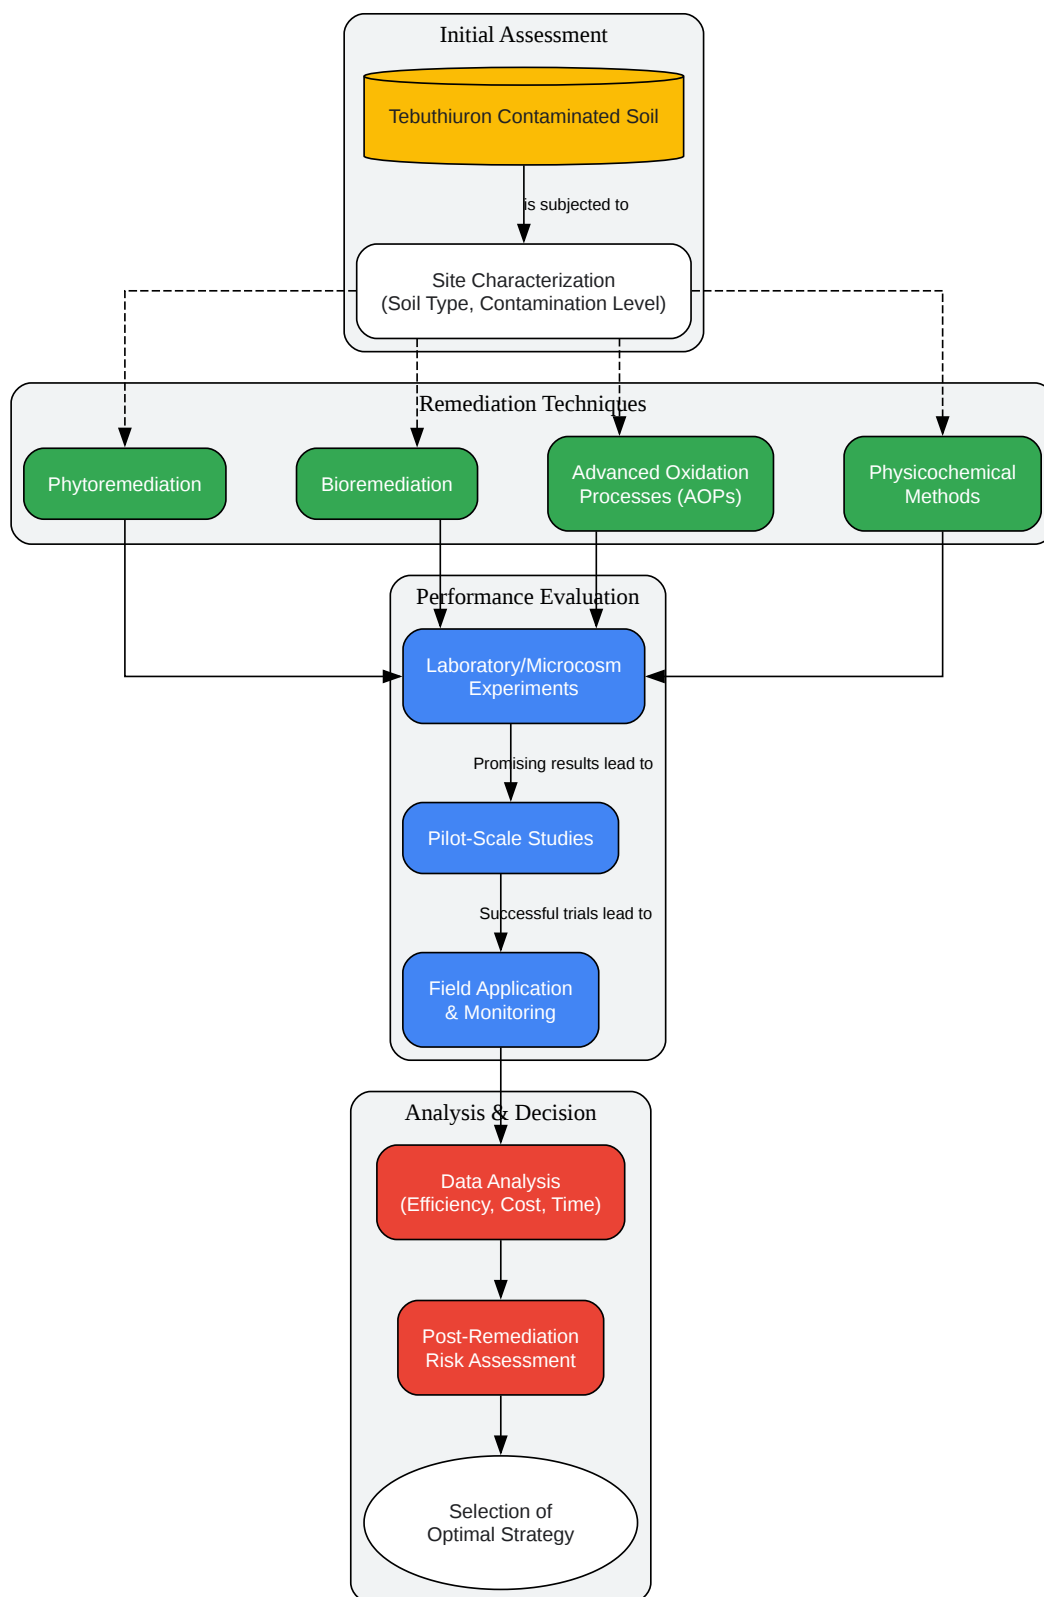 Initial Assessment
Tebuthiuron Contaminated Soil
is subjected to
Site Characterization
(Soil Type, Contamination Level)
Remediation Techniques
Phytoremediation
Bioremediation
Advanced Oxidation
Processes (AOPs)
Physicochemical
Methods
Performance Evaluation
Laboratory/Microcosm
Experiments
Promising results lead to
Pilot-Scale Studies
Successful trials lead to
Field Application
& Monitoring
Analysis & Decision
Data Analysis
(Efficiency, Cost, Time)
Post-Remediation
Risk Assessment
Selection of
Optimal Strategy